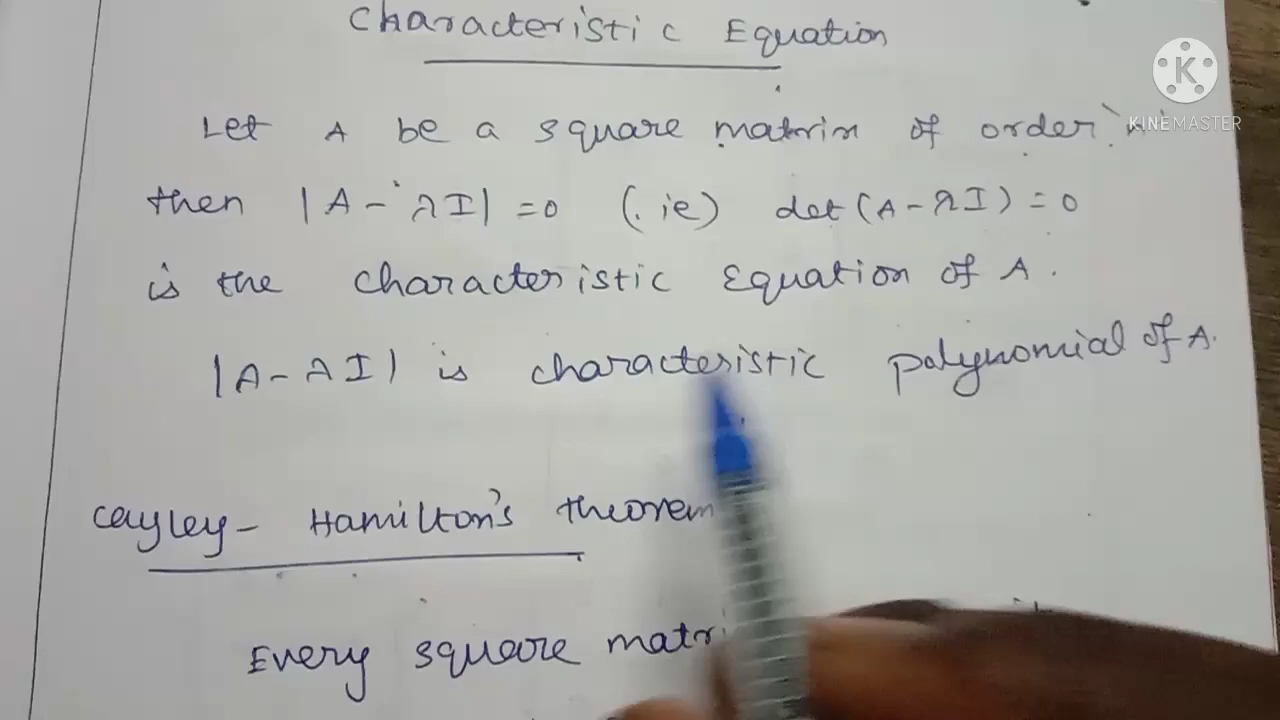 Characteristic Equation
K
KINEMASTER
Let A be a square matrix of order
then |A - λI| = 0 (.ie) det (A - λI) = 0
is the characteristic Equation of A.
|A - λI| is characteristic polynomial of A.
Cayley - Hamilton's theorem
Every square